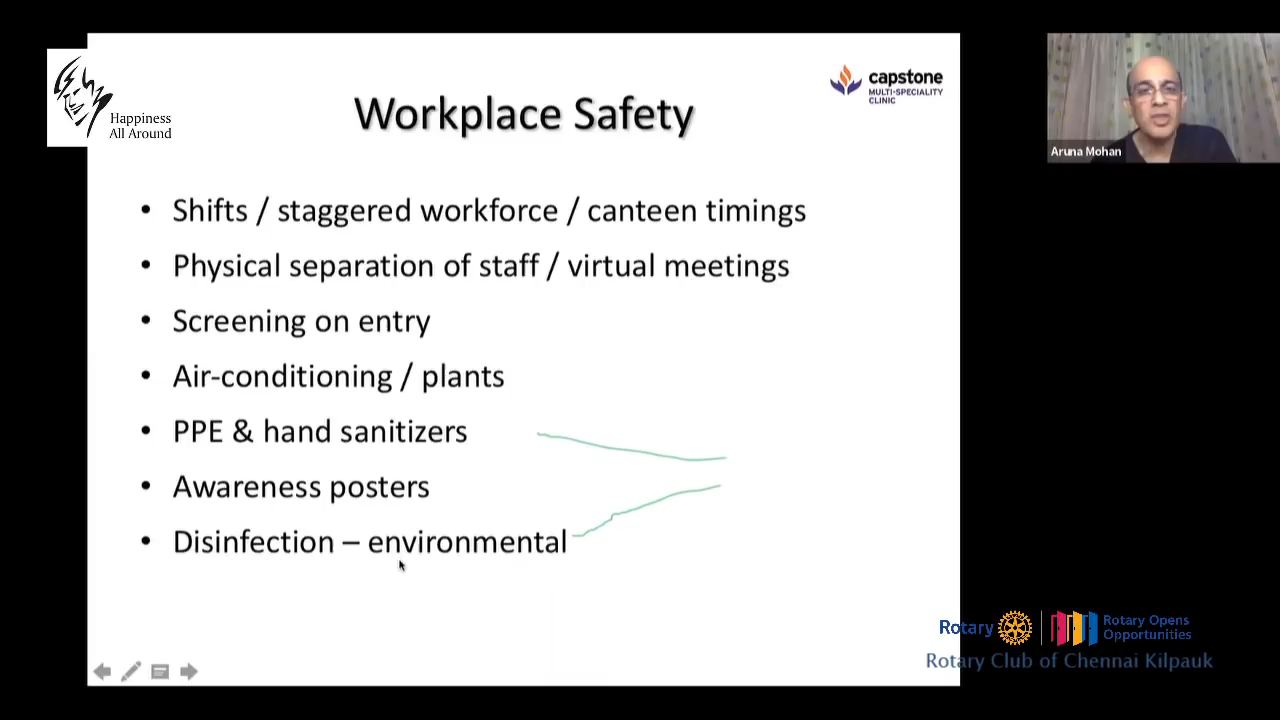 Happiness
All Around
capstone
MULTI-SPECIALITY
CLINIC
Workplace Safety
Aruna Mohan
• Shifts / staggered workforce / canteen timings
• Physical separation of staff / virtual meetings
• Screening on entry
• Air-conditioning / plants
• PPE & hand sanitizers
• Awareness posters
• Disinfection – environmental
Rotary
Rotary Opens
Opportunities
Rotary Club of Chennai Kilpauk